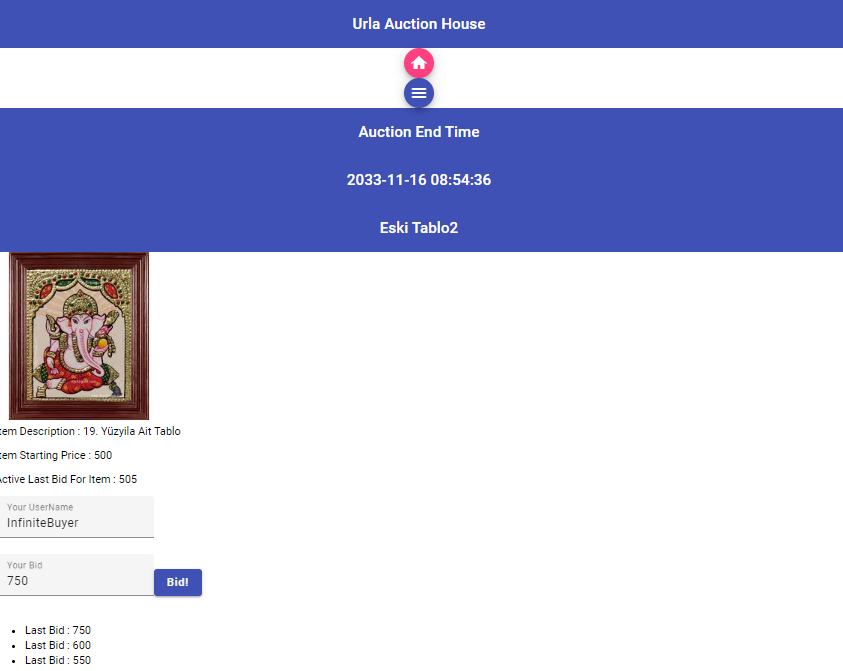 Urla Auction House
Auction End Time
2033-11-16 08:54:36
Eski Tablo2
tem Description : 19. Yüzyila Ait Tablo
tem Starting Price : 500
Active Last Bid For Item : 505
Your UserName
InfiniteBuyer
Your Bid
750
Bid!
Last Bid : 750
Last Bid : 600
Last Bid : 550